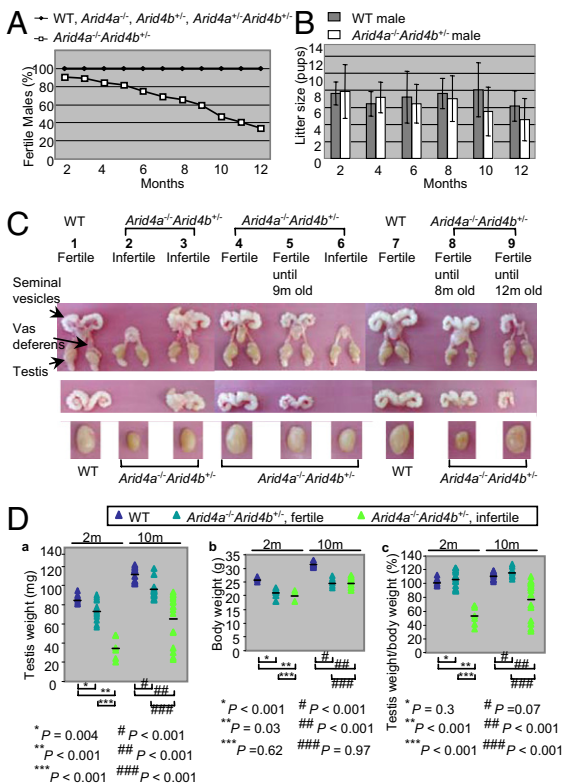 A
WT, Arid4a-/-, Arid4b+/-, Arid4a+/-Arid4b+/-
Arid4a-/-Arid4b+/-
Fertile Males (%)
100
80
60
40
20
2 4 6 8 10 12
Months
B
WT male
Arid4a-/-Arid4b+/- male
Litter size (pups)
14
12
10
8
6
4
2
0
2 4 6 8 10 12
Months
C
WT Arid4a-/-Arid4b+/- Arid4a-/-Arid4b+/- WT Arid4a-/-Arid4b+/-
1 2 3 4 5 6 7 8 9
Fertile Infertile Infertile Fertile Fertile until 9m old Infertile Fertile Fertile until 8m old Fertile until 12m old
Seminal vesicles
Vas deferens
Testis
WT Arid4a-/-Arid4b+/- Arid4a-/-Arid4b+/- WT Arid4a-/-Arid4b+/-
D
WT Arid4a-/-Arid4b+/-, fertile Arid4a-/-Arid4b+/-, infertile
a
2m 10m
Testis weight (mg)
140
120
100
80
60
40
20
0
* ** *** # ## ###
*P = 0.004 #P < 0.001
**P < 0.001 ##P < 0.001
***P < 0.001 ###P < 0.001
b
2m 10m
Body weight (g)
35
30
25
20
15
10
5
0
* ** *** # ## ###
*P < 0.001 #P < 0.001
**P = 0.03 ##P < 0.001
***P = 0.62 ###P = 0.97
c
2m 10m
Testis weight/body weight (%)
120
100
80
60
40
20
0
* ** *** # ## ###
*P = 0.3 #P =0.07
**P < 0.001 ##P < 0.001
***P < 0.001 ###P < 0.001